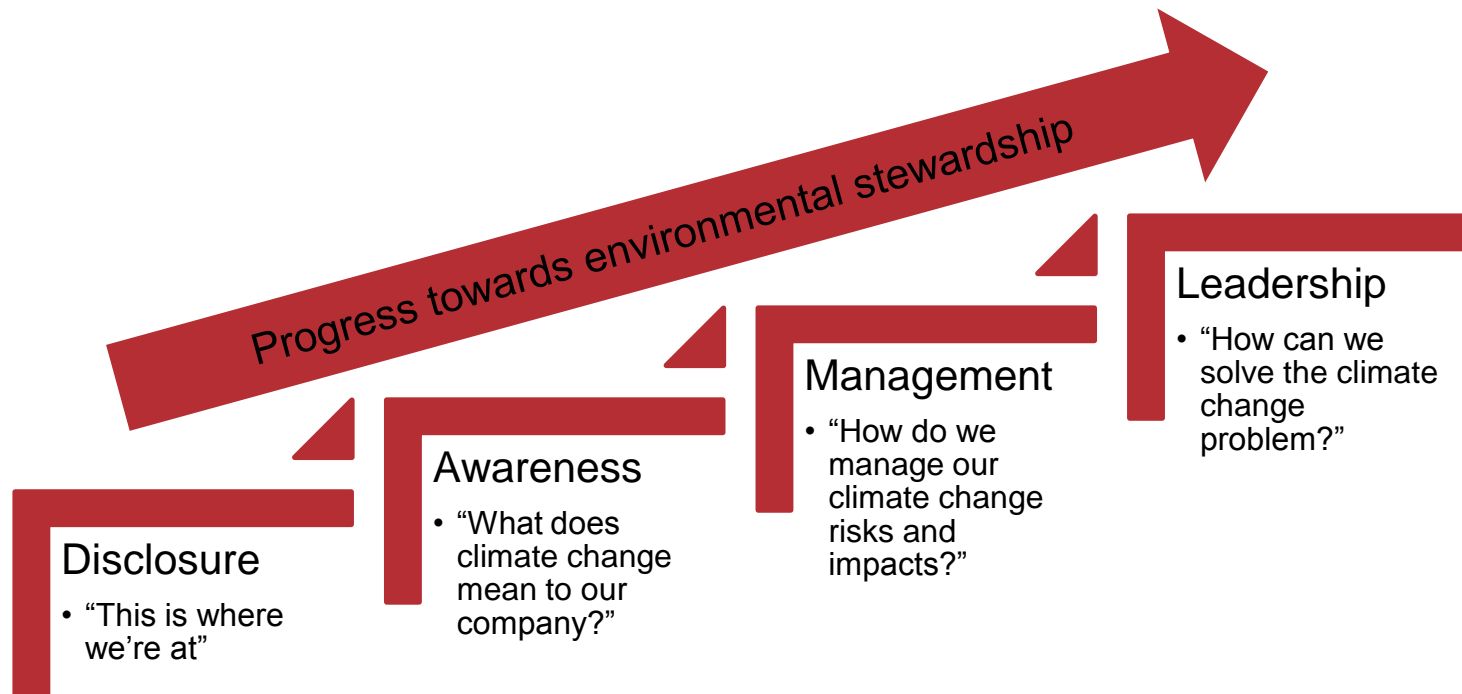 Progress towards environmental stewardship
Disclosure
• “This is where
we’re at”
Awareness
• “What does
climate change
mean to our
company?”
Management
• “How do we
manage our
climate change
risks and
impacts?”
Leadership
• “How can we
solve the climate
change
problem?”